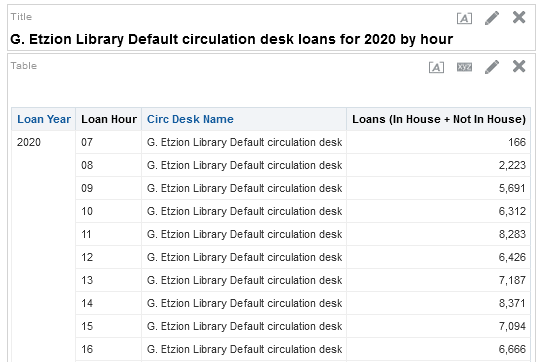 Title
G. Etzion Library Default circulation desk loans for 2020 by hour
Table
Loan Year Loan Hour Circ Desk Name Loans (In House + Not In House)
2020 07 G. Etzion Library Default circulation desk 166
08 G. Etzion Library Default circulation desk 2,223
09 G. Etzion Library Default circulation desk 5,691
10 G. Etzion Library Default circulation desk 6,312
11 G. Etzion Library Default circulation desk 8,283
12 G. Etzion Library Default circulation desk 6,426
13 G. Etzion Library Default circulation desk 7,187
14 G. Etzion Library Default circulation desk 8,371
15 G. Etzion Library Default circulation desk 7,094
16 G. Etzion Library Default circulation desk 6,666